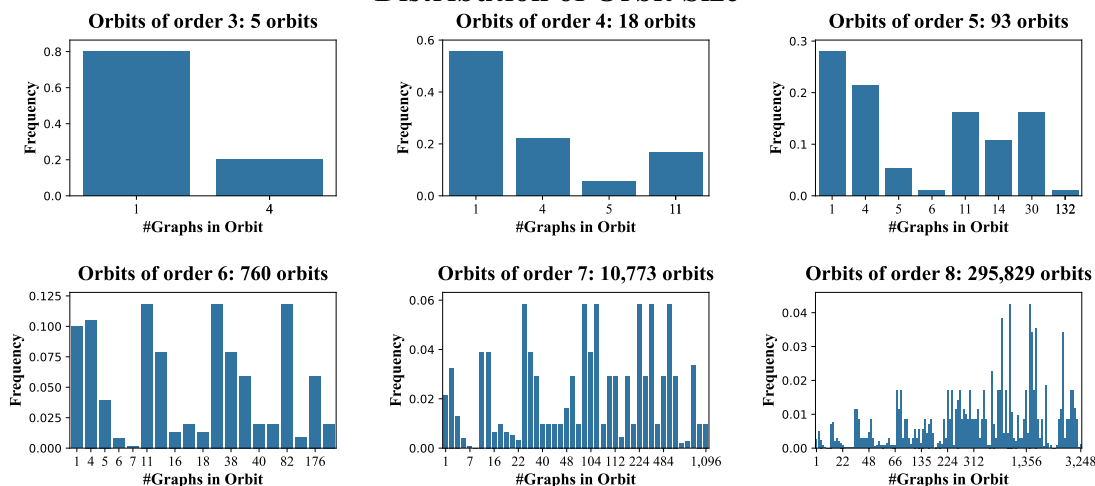 Distribution of Orbit Size
Orbits of order 3: 5 orbits
Frequency
0.8
0.6
0.4
0.2
0.0
1 4
#Graphs in Orbit
Orbits of order 4: 18 orbits
Frequency
0.6
0.4
0.2
0.0
1 4 5 11
#Graphs in Orbit
Orbits of order 5: 93 orbits
Frequency
0.3
0.2
0.1
0.0
1 4 5 6 11 14 30 132
#Graphs in Orbit
Orbits of order 6: 760 orbits
Frequency
0.125
0.100
0.075
0.050
0.025
0.000
1 4 5 6 7 11 16 18 38 40 82 176
#Graphs in Orbit
Orbits of order 7: 10,773 orbits
Frequency
0.06
0.04
0.02
0.00
1 7 16 22 40 48 104 112 224 484 1,096
#Graphs in Orbit
Orbits of order 8: 295,829 orbits
Frequency
0.04
0.03
0.02
0.01
0.00
1 22 48 66 135 224 312 1,356 3,248
#Graphs in Orbit